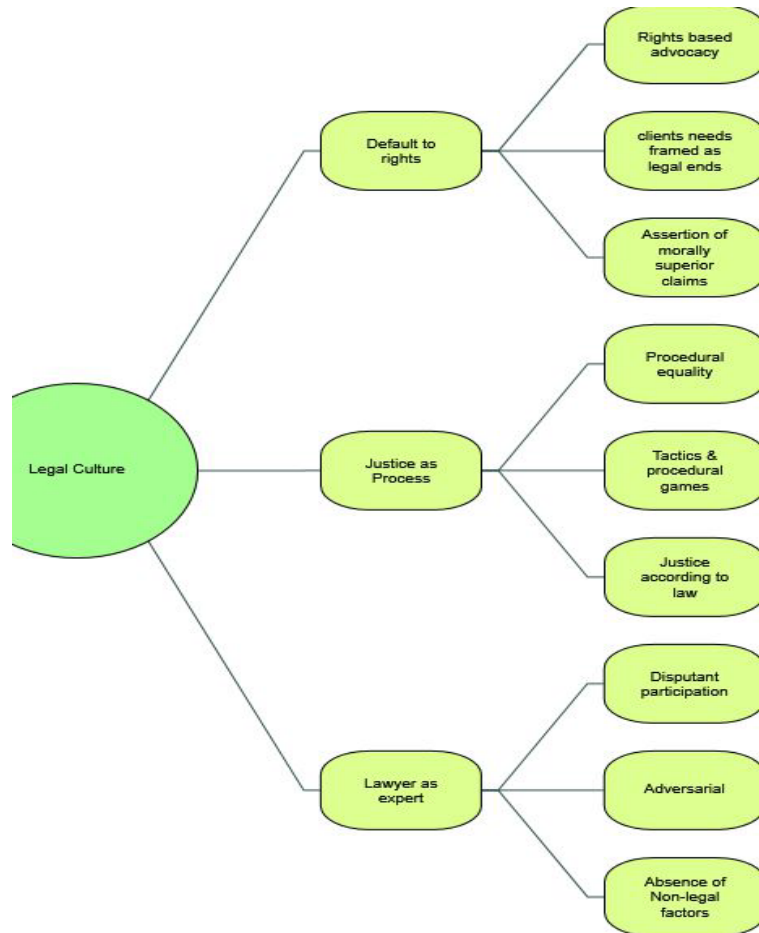 Legal Culture
Default to
rights
Rights based
advocacy
clients needs
framed as
legal ends
Assertion of
morally
superior
claims
Justice as
Process
Procedural
equality
Tactics &
procedural
games
Justice
according to
law
Lawyer as
expert
Disputant
participation
Adversarial
Absence of
Non-legal
factors